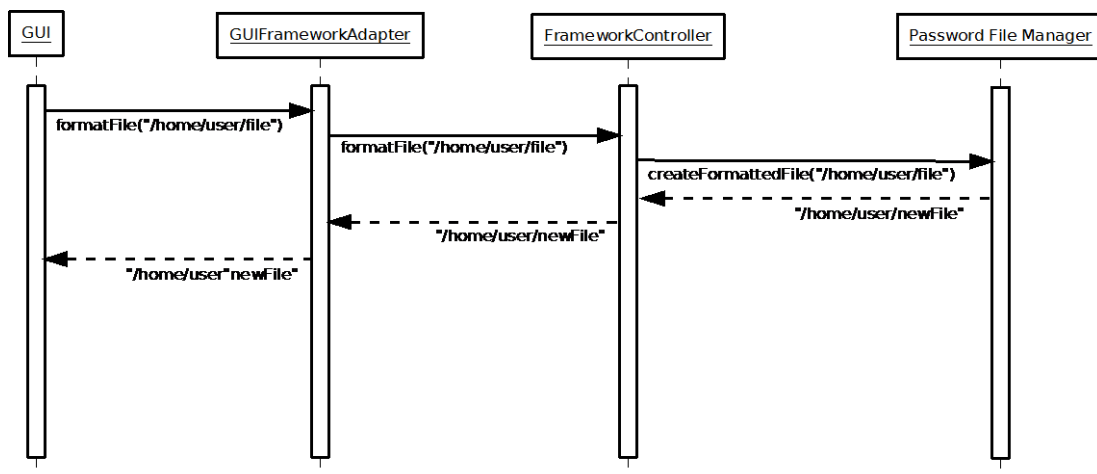 GUI
GUIFrameworkAdapter
FrameworkController
Password File Manager
formatFile("/home/user/file")
formatFile("/home/user/file")
createFormattedFile("/home/user/file")
"/home/user/newFile"
"/home/user/newFile"
"/home/user"newFile"